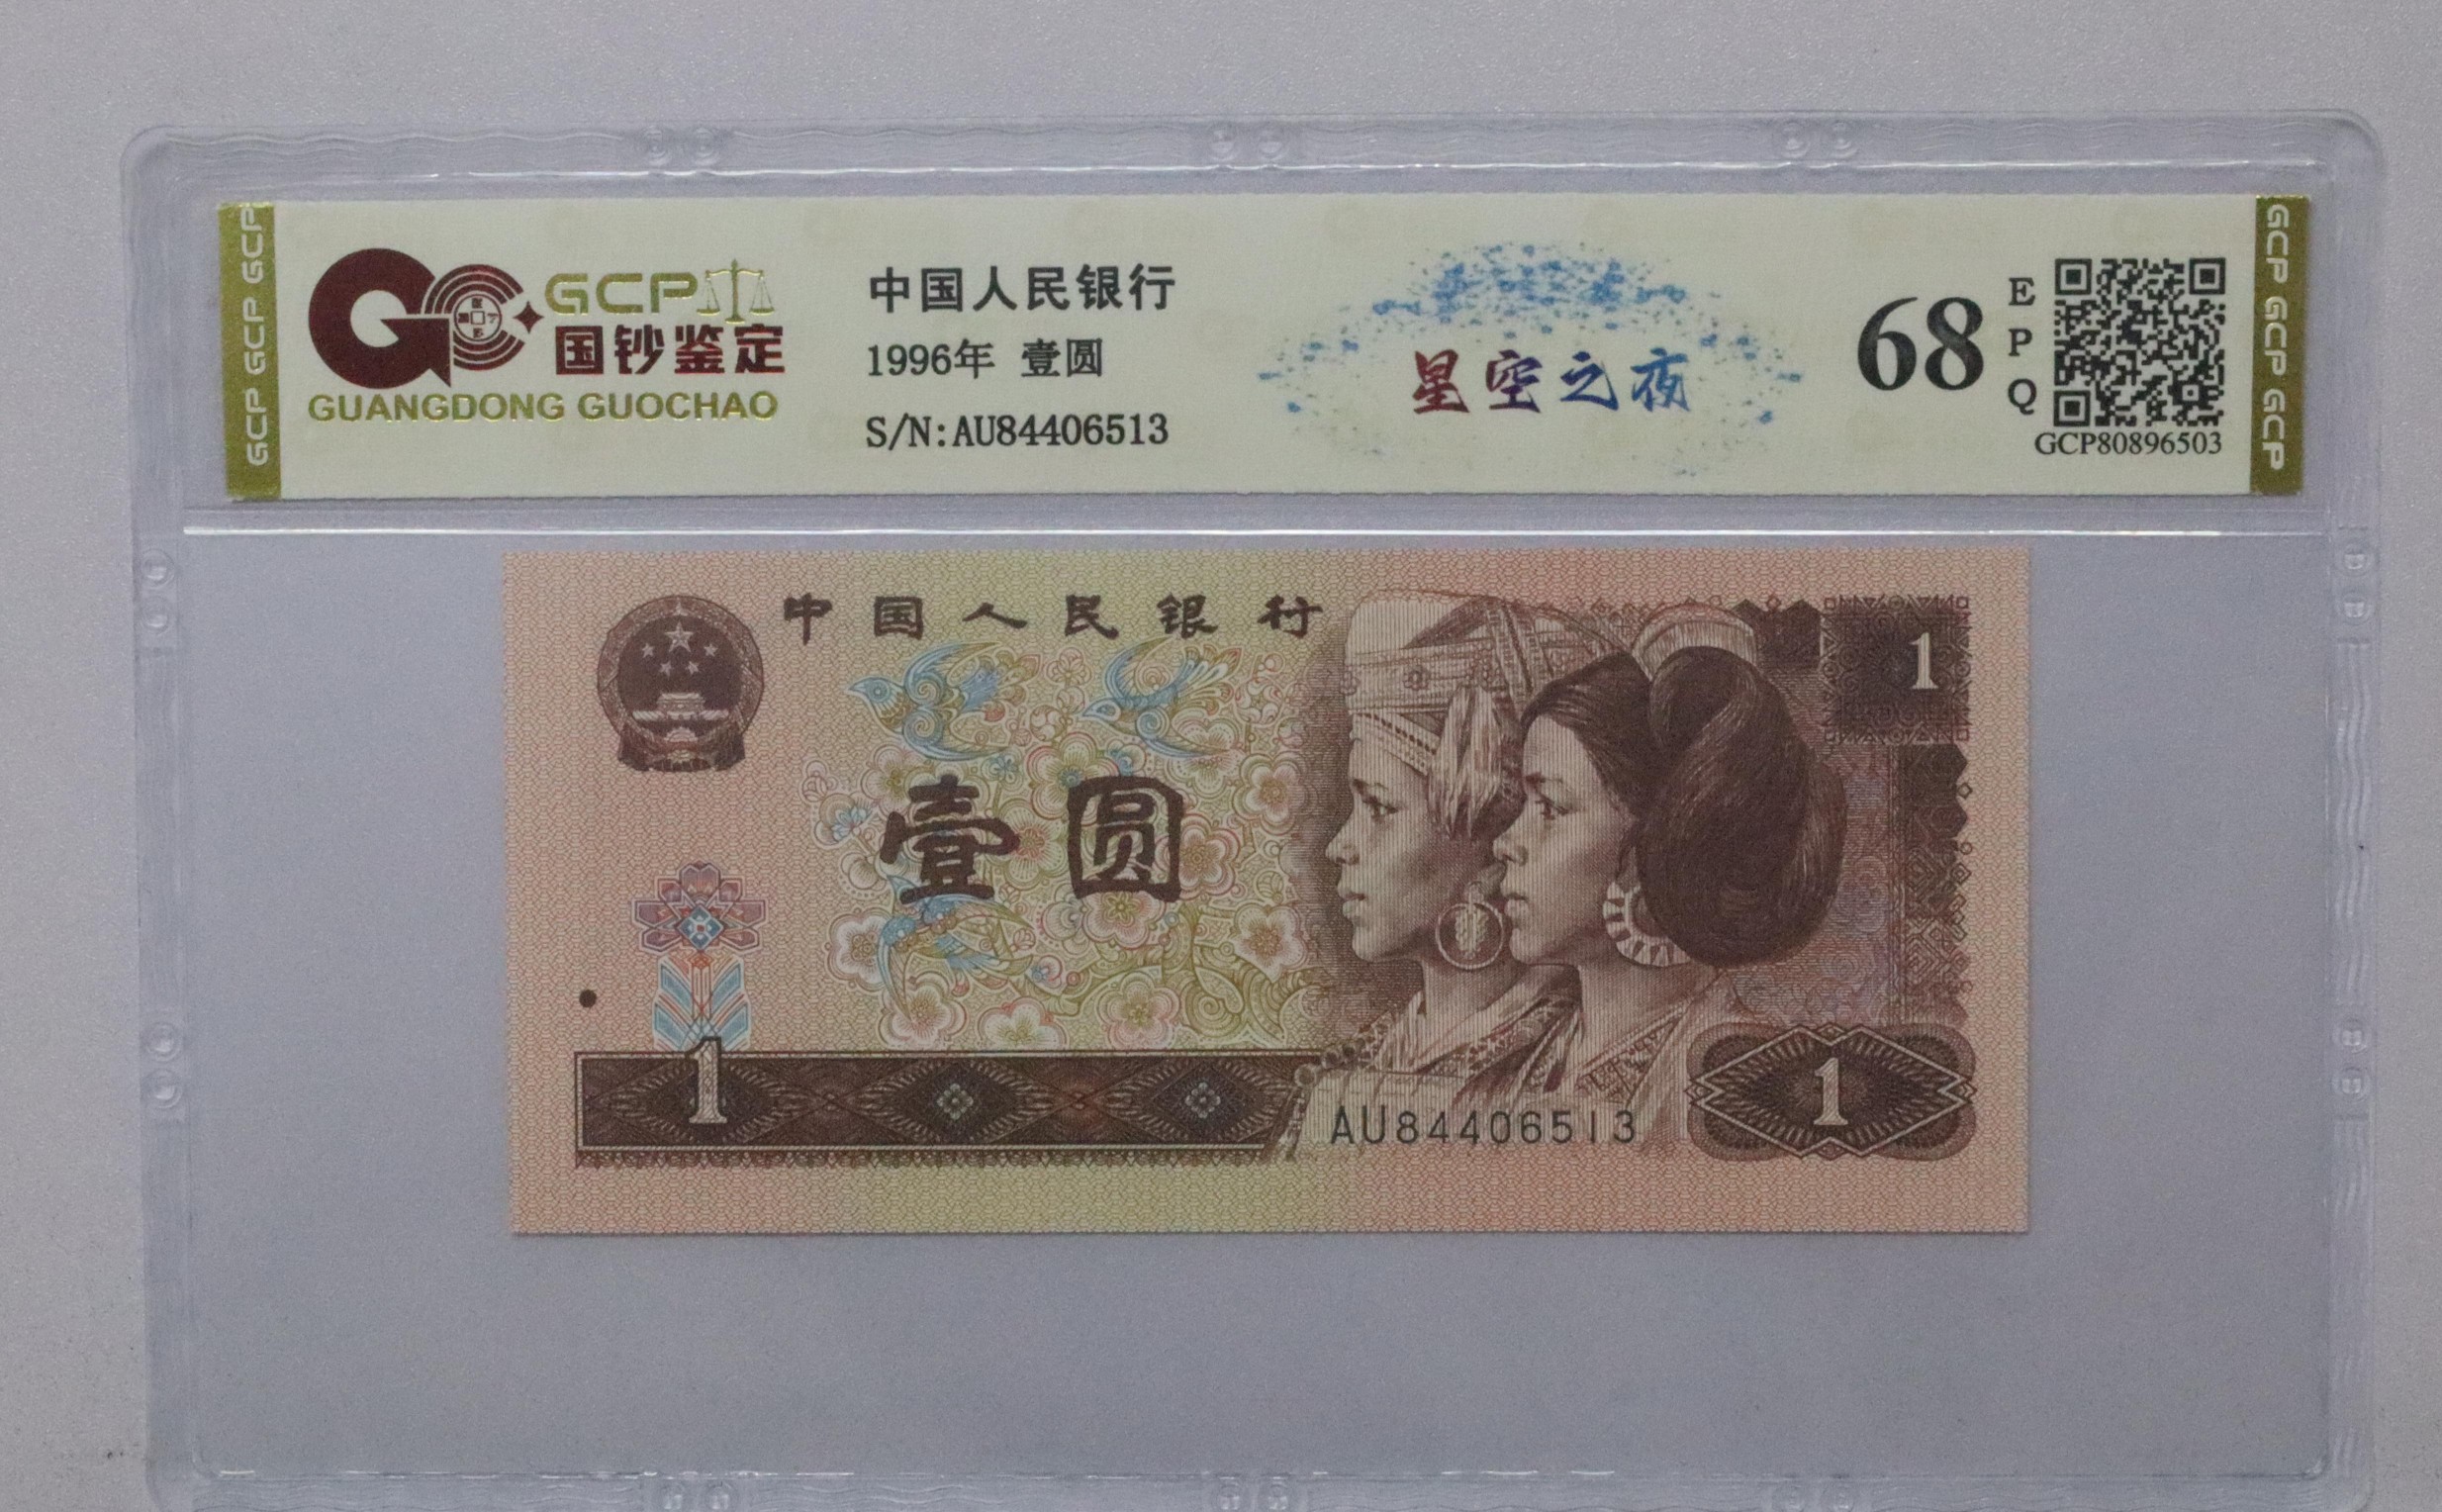 GCP GCP GCP
GCP
国钞鉴定
GUANGDONG GUOCHAO
中国人民银行
1996年 壹圆
S/N:AU84406513
星空之夜
68
EPQ
GCP80896503
GCP GCP GCP GCP
中国人民银行
1
壹圆
1
AU84406513
1